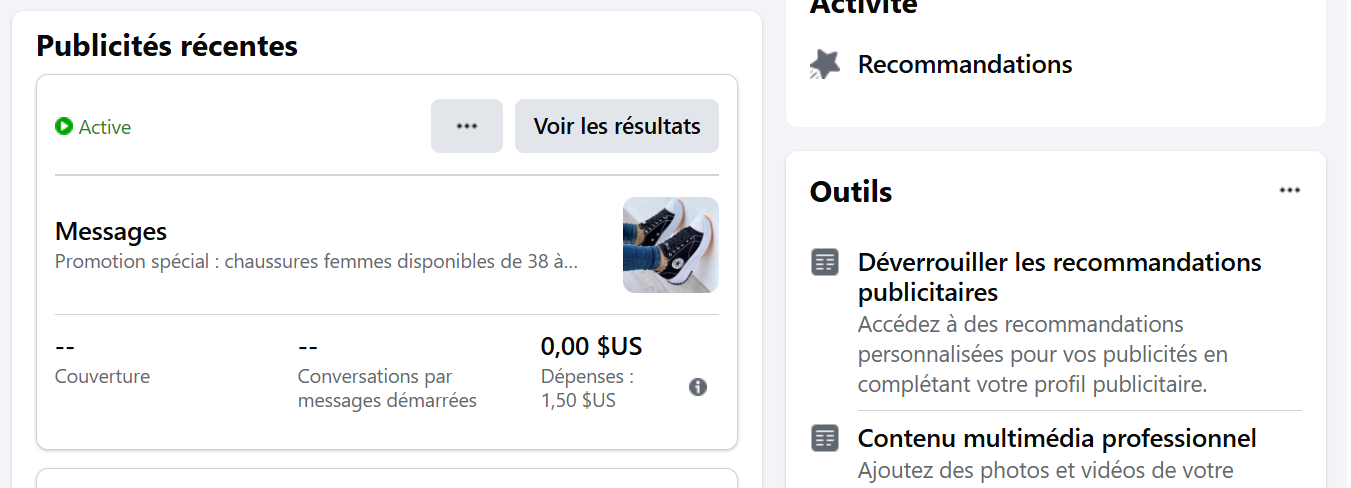 Publicités récentes
Active
...
Voir les résultats
Messages
Promotion spécial : chaussures femmes disponibles de 38 à...
--
Couverture
--
Conversations par
messages démarrées
0,00 $US
Dépenses :
1,50 $US
Activité
Recommandations
Outils
...
Déverrouiller les recommandations
publicitaires
Accédez à des recommandations
personnalisées pour vos publicités en
complétant votre profil publicitaire.
Contenu multimédia professionnel
Ajoutez des photos et vidéos de votre